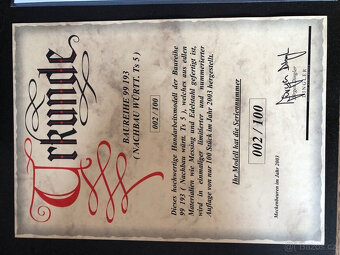 Urkunde
BAUREIHE 99 193
( NACHBAU WÜRTT. Ts 5 )
002 / 100
Dieses hochwertige Handarbeitsmodell der Baureihe
99 193 ( Nachbau württ. Ts 5 ), welches aus edlen
Materialien wie Messing und Edelstahl gefertigt ist,
wird in einmaliger limitierter und nummerierter
Auflage von nur 100 Stück im Jahr 2003 hergestellt.
Ihr Modell hat die Seriennummer
002 / 100
Meckenbeuren im Jahr 2003